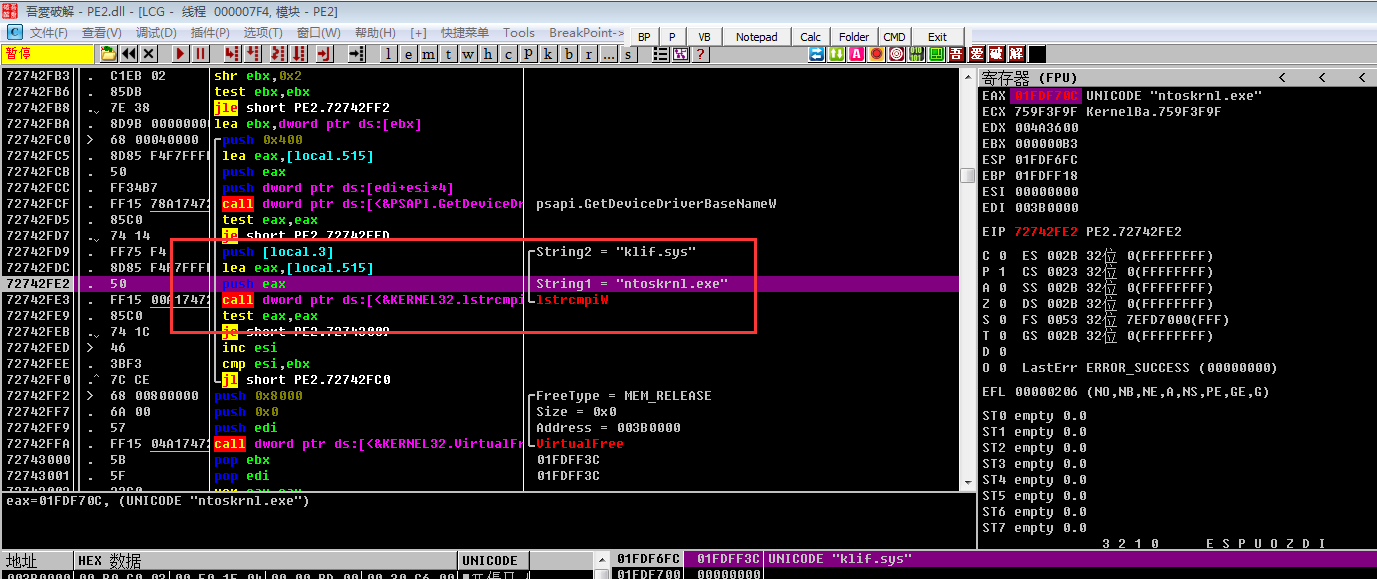 吾爱破解 - PE2.dll - [LCG - 线程 000007F4, 模块 - PE2]
文件(F) 查看(V) 调试(D) 插件(P) 选项(T) 窗口(W) 帮助(H) [+] 快捷菜单 Tools BreakPoint-> BP P VB Notepad Calc Folder CMD Exit
暂停 l e m t w h c p k b r ... s ? A 吾 爱 破 解
72742FB3 . C1EB 02 shr ebx,0x2
72742FB6 . 85DB test ebx,ebx
72742FB8 .⌄ 7E 38 jle short PE2.72742FF2
72742FBA . 8D9B 00000000 lea ebx,dword ptr ds:[ebx]
72742FC0 > 68 00040000 push 0x400
72742FC5 . 8D85 F4F7FFFF lea eax,[local.515]
72742FCB . 50 push eax
72742FCC . FF34B7 push dword ptr ds:[edi+esi*4]
72742FCF . FF15 78A17472 call dword ptr ds:[<&PSAPI.GetDeviceDr psapi.GetDeviceDriverBaseNameW
72742FD5 . 85C0 test eax,eax
72742FD7 .⌄ 74 14 je short PE2.72742FED
72742FD9 . FF75 F4 push [local.3] String2 = "klif.sys"
72742FDC . 8D85 F4F7FFFF lea eax,[local.515]
72742FE2 . 50 push eax String1 = "ntoskrnl.exe"
72742FE3 . FF15 00A17472 call dword ptr ds:[<&KERNEL32.lstrcmpi lstrcmpiW
72742FE9 . 85C0 test eax,eax
72742FEB .⌄ 74 1C je short PE2.72743009
72742FED > 46 inc esi
72742FEE . 3BF3 cmp esi,ebx
72742FF0 .^ 7C CE jl short PE2.72742FC0
72742FF2 > 68 00800000 push 0x8000 FreeType = MEM_RELEASE
72742FF7 . 6A 00 push 0x0 Size = 0x0
72742FF9 . 57 push edi Address = 003B0000
72742FFA . FF15 04A17472 call dword ptr ds:[<&KERNEL32.VirtualFr VirtualFree
72743000 . 5B pop ebx 01FDFF3C
72743001 . 5F pop edi 01FDFF3C
eax=01FDF70C, (UNICODE "ntoskrnl.exe")
寄存器 (FPU) < < <
EAX 01FDF70C UNICODE "ntoskrnl.exe"
ECX 759F3F9F KernelBa.759F3F9F
EDX 004A3600
EBX 000000B3
ESP 01FDF6FC
EBP 01FDFF18
ESI 00000000
EDI 003B0000
EIP 72742FE2 PE2.72742FE2
C 0 ES 002B 32位 0(FFFFFFFF)
P 1 CS 0023 32位 0(FFFFFFFF)
A 0 SS 002B 32位 0(FFFFFFFF)
Z 0 DS 002B 32位 0(FFFFFFFF)
S 0 FS 0053 32位 7EFD7000(FFF)
T 0 GS 002B 32位 0(FFFFFFFF)
D 0
O 0 LastErr ERROR_SUCCESS (00000000)
EFL 00000206 (NO,NB,NE,A,NS,PE,GE,G)
ST0 empty 0.0
ST1 empty 0.0
ST2 empty 0.0
ST3 empty 0.0
ST4 empty 0.0
ST5 empty 0.0
ST6 empty 0.0
ST7 empty 0.0
3 2 1 0 E S P U O Z D I
地址 HEX 数据 UNICODE
01FDF6FC 01FDFF3C UNICODE "klif.sys"
01FDF700 00000000